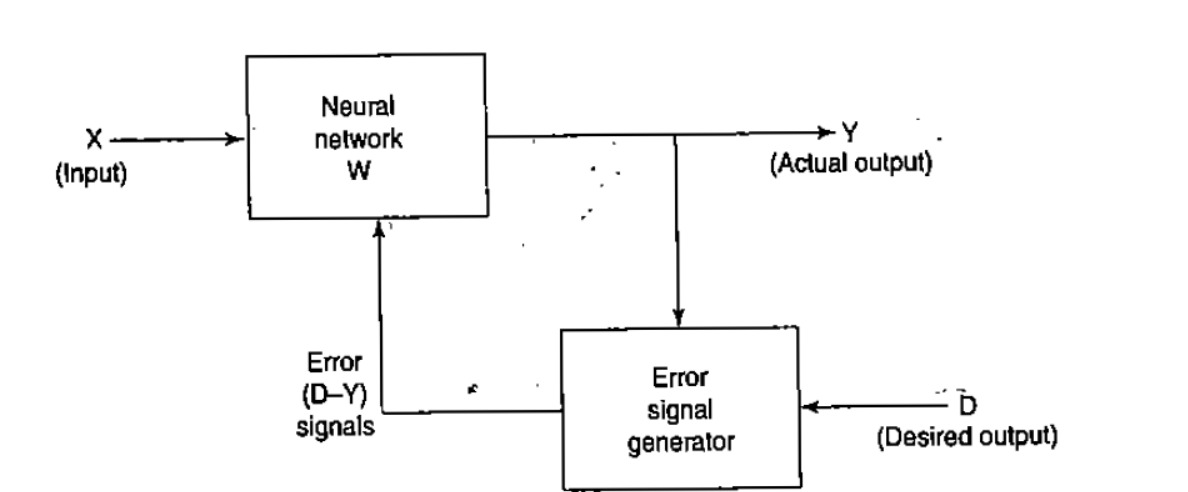 Neural
network
W
X
(Input)
Y
(Actual output)
Error
(D–Y)
signals
Error
signal
generator
D
(Desired output)